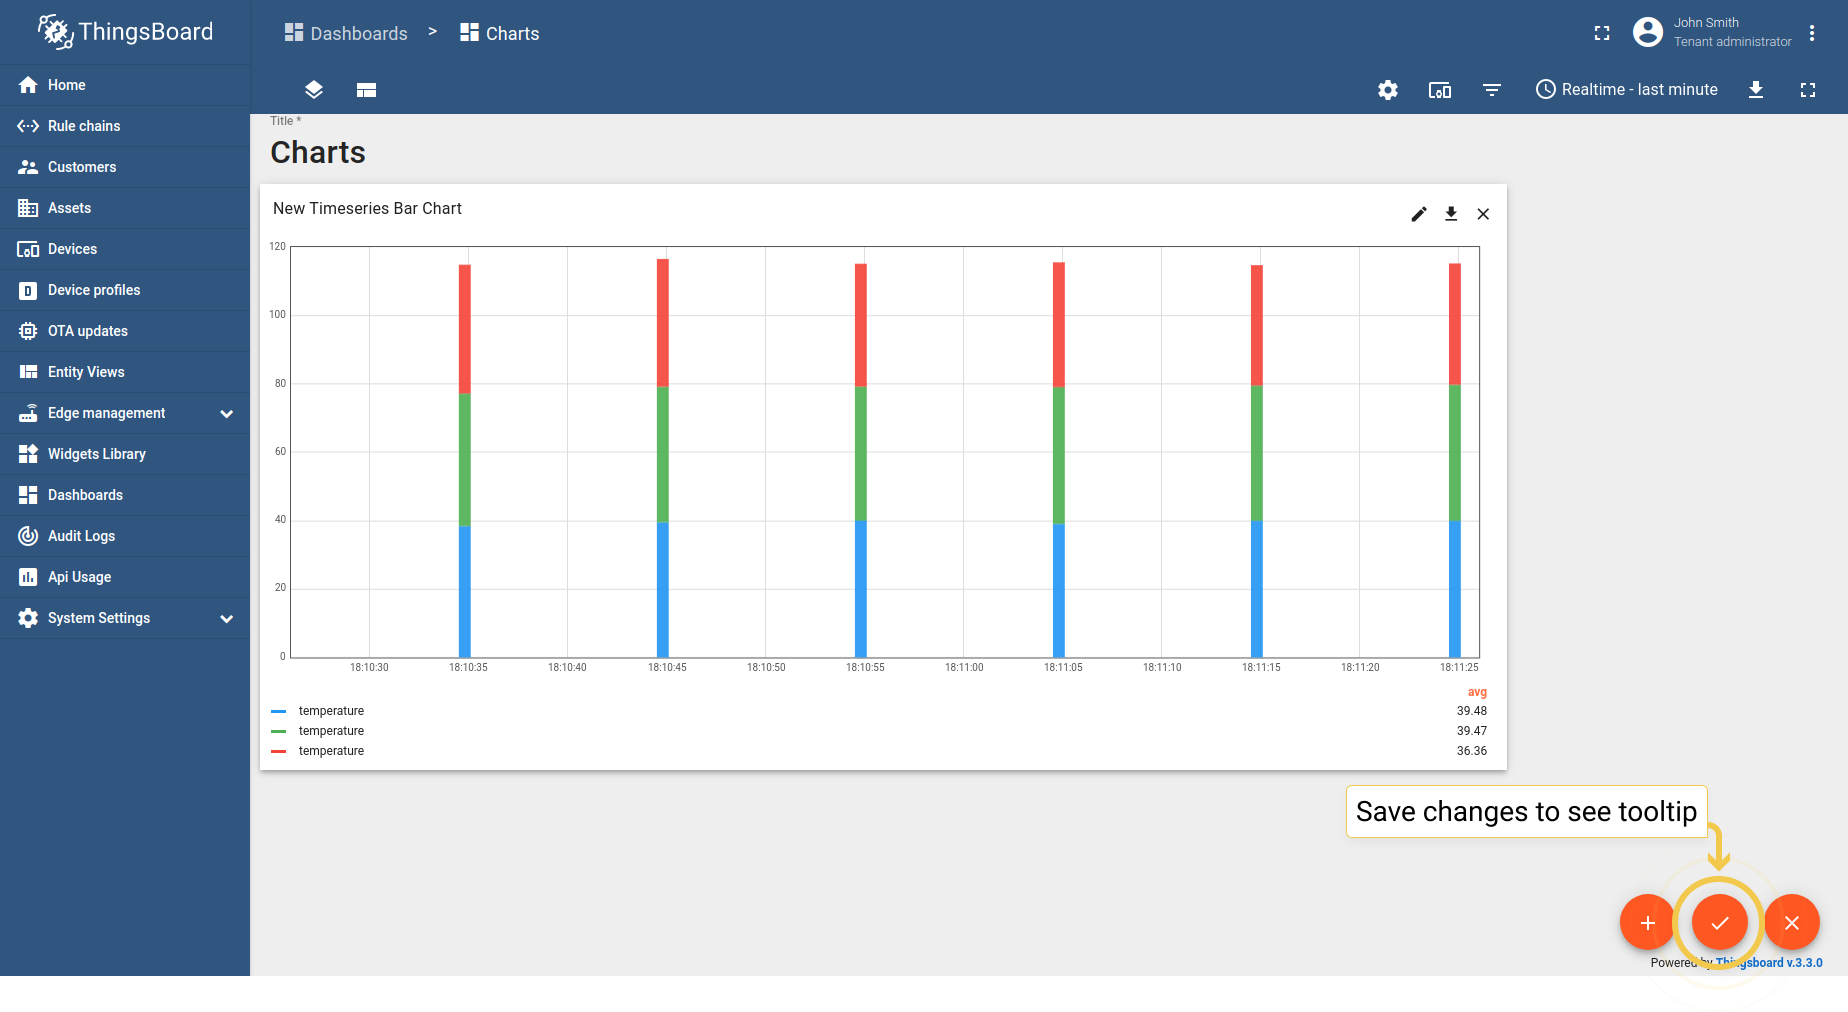 ThingsBoard
Dashboards > Charts
John Smith
Tenant administrator
Home
Rule chains
Customers
Assets
Devices
Device profiles
OTA updates
Entity Views
Edge management
Widgets Library
Dashboards
Audit Logs
Api Usage
System Settings
Realtime - last minute
Title *
Charts
New Timeseries Bar Chart
120
100
80
60
40
20
0
18:10:30 18:10:35 18:10:40 18:10:45 18:10:50 18:10:55 18:11:00 18:11:05 18:11:10 18:11:15 18:11:20 18:11:25
avg
temperature 39.48
temperature 39.47
temperature 36.36
Save changes to see tooltip
Powered by Thingsboard v.3.3.0